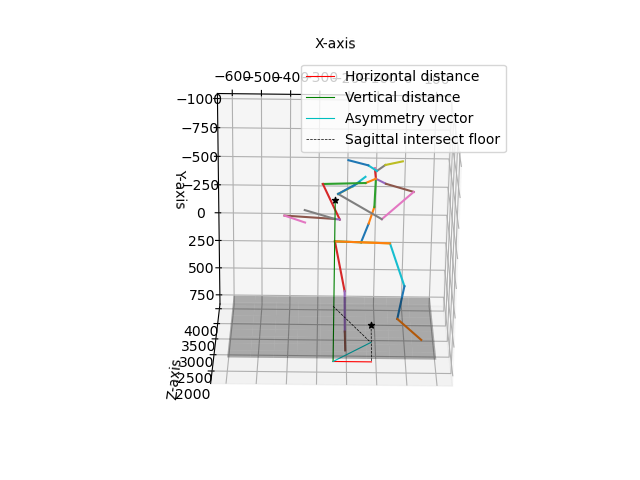 X-axis
−600 −500 −400
Horizontal distance
Vertical distance
Asymmetry vector
Sagittal intersect floor
−1000
−750
−500
−250
0
250
500
750
Y-axis
4000
3500
3000
2500
2000
Z-axis